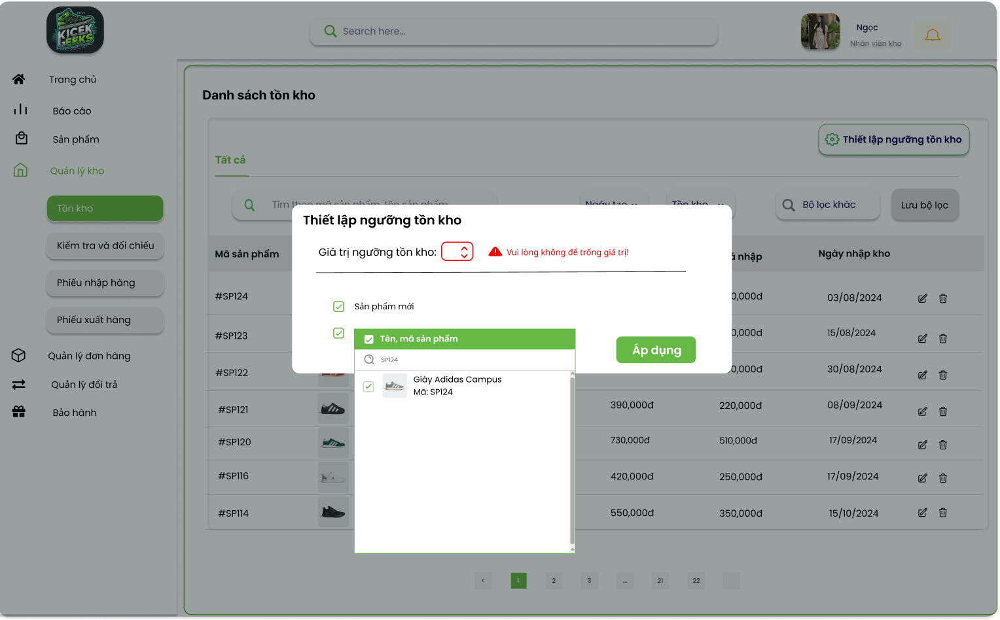 KICEK
GEEKS
Search here...
Ngọc
Nhân viên kho
Trang chủ
Báo cáo
Sản phẩm
Quản lý kho
Tồn kho
Kiểm tra và đối chiếu
Phiếu nhập hàng
Phiếu xuất hàng
Quản lý đơn hàng
Quản lý đổi trả
Bảo hành
Danh sách tồn kho
Thiết lập ngưỡng tồn kho
Tất cả
Tìm theo mã sản phẩm, tên sản phẩm
Ngày tạo
Tồn kho
Bộ lọc khác
Lưu bộ lọc
Thiết lập ngưỡng tồn kho
Giá trị ngưỡng tồn kho:
Vui lòng không để trống giá trị!
Sản phẩm mới
Tên, mã sản phẩm
SP124
Giày Adidas Campus
Mã: SP124
Áp dụng
Mã sản phẩm
nhập
Ngày nhập kho
#SP124
0,000đ
03/08/2024
#SP123
0,000đ
15/08/2024
#SP122
0,000đ
30/08/2024
#SP121
390,000đ
220,000đ
08/09/2024
#SP120
730,000đ
510,000đ
17/09/2024
#SP116
420,000đ
250,000đ
17/09/2024
#SP114
550,000đ
350,000đ
15/10/2024
<
1
2
3
...
21
22